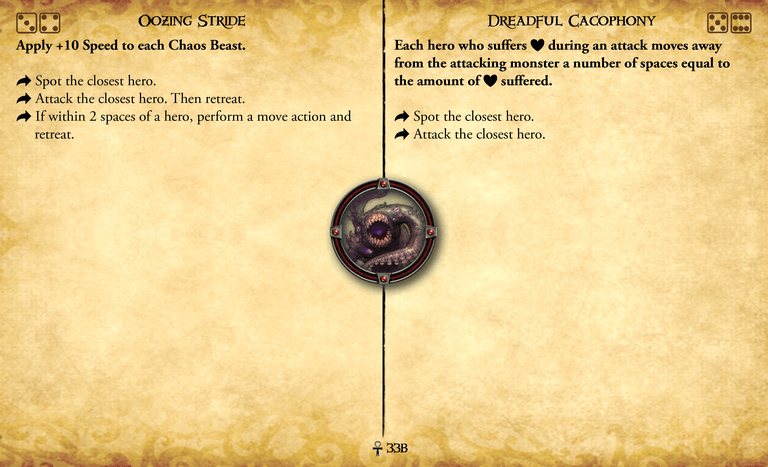 Oozing Stride
Apply +10 Speed to each Chaos Beast.
Spot the closest hero.
Attack the closest hero. Then retreat.
If within 2 spaces of a hero, perform a move action and
retreat.
Dreadful Cacophony
Each hero who suffers ♥ during an attack moves away
from the attacking monster a number of spaces equal to
the amount of ♥ suffered.
Spot the closest hero.
Attack the closest hero.
33B